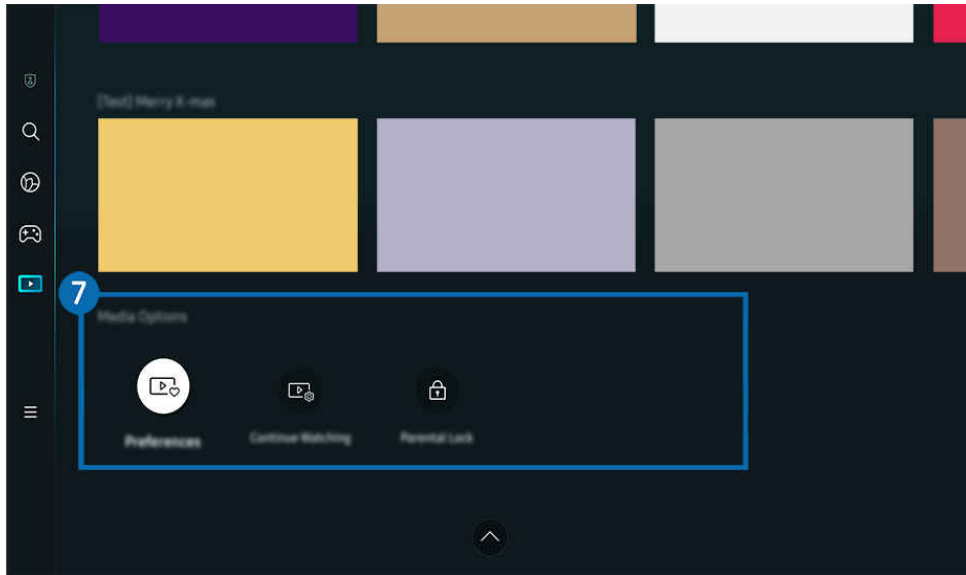 [Test] Merry X-mas
7
Media Options
Preferences
Continue Watching
Parental Lock